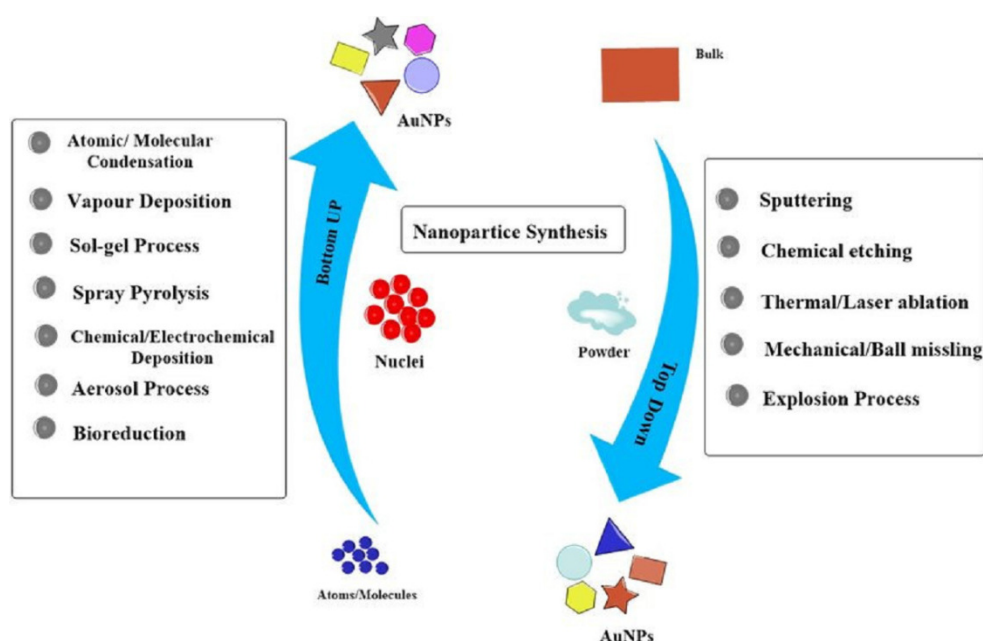 AuNPs
Bulk
Atomic/ Molecular
Condensation
Vapour Deposition
Sol-gel Process
Spray Pyrolysis
Chemical/Electrochemical
Deposition
Aerosol Process
Bioreduction
Bottom UP
Nanopartice Synthesis
Nuclei
Powder
Top Down
Sputtering
Chemical etching
Thermal/Laser ablation
Mechanical/Ball missling
Explosion Process
Atoms/Molecules
AuNPs